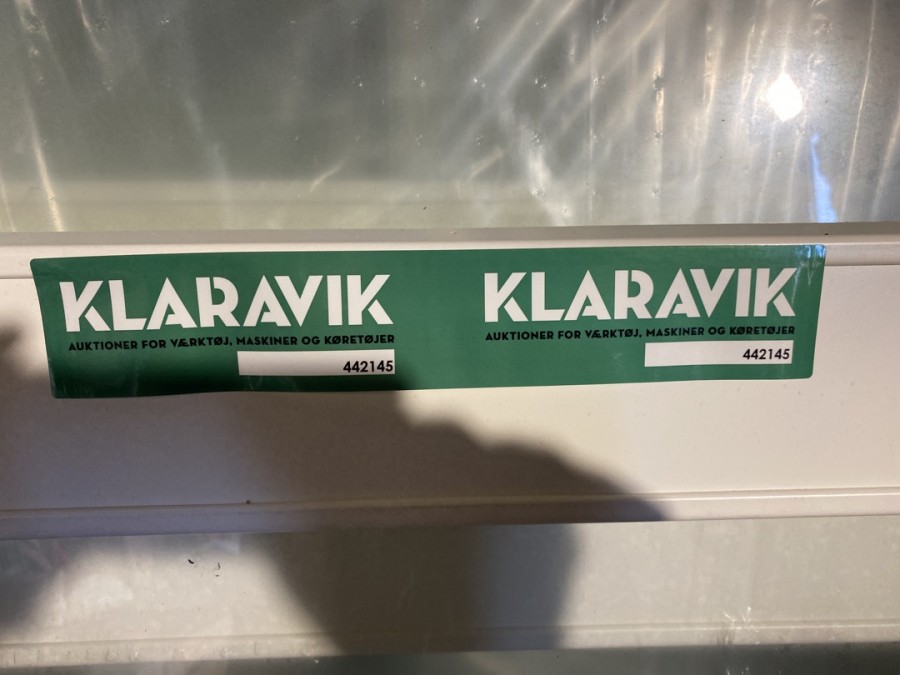 KLARAVIK
AUKTIONER FOR VÆRKTØJ, MASKINER OG KØRETØJER
442145
KLARAVIK
AUKTIONER FOR VÆRKTØJ, MASKINER OG KØRETØJER
442145